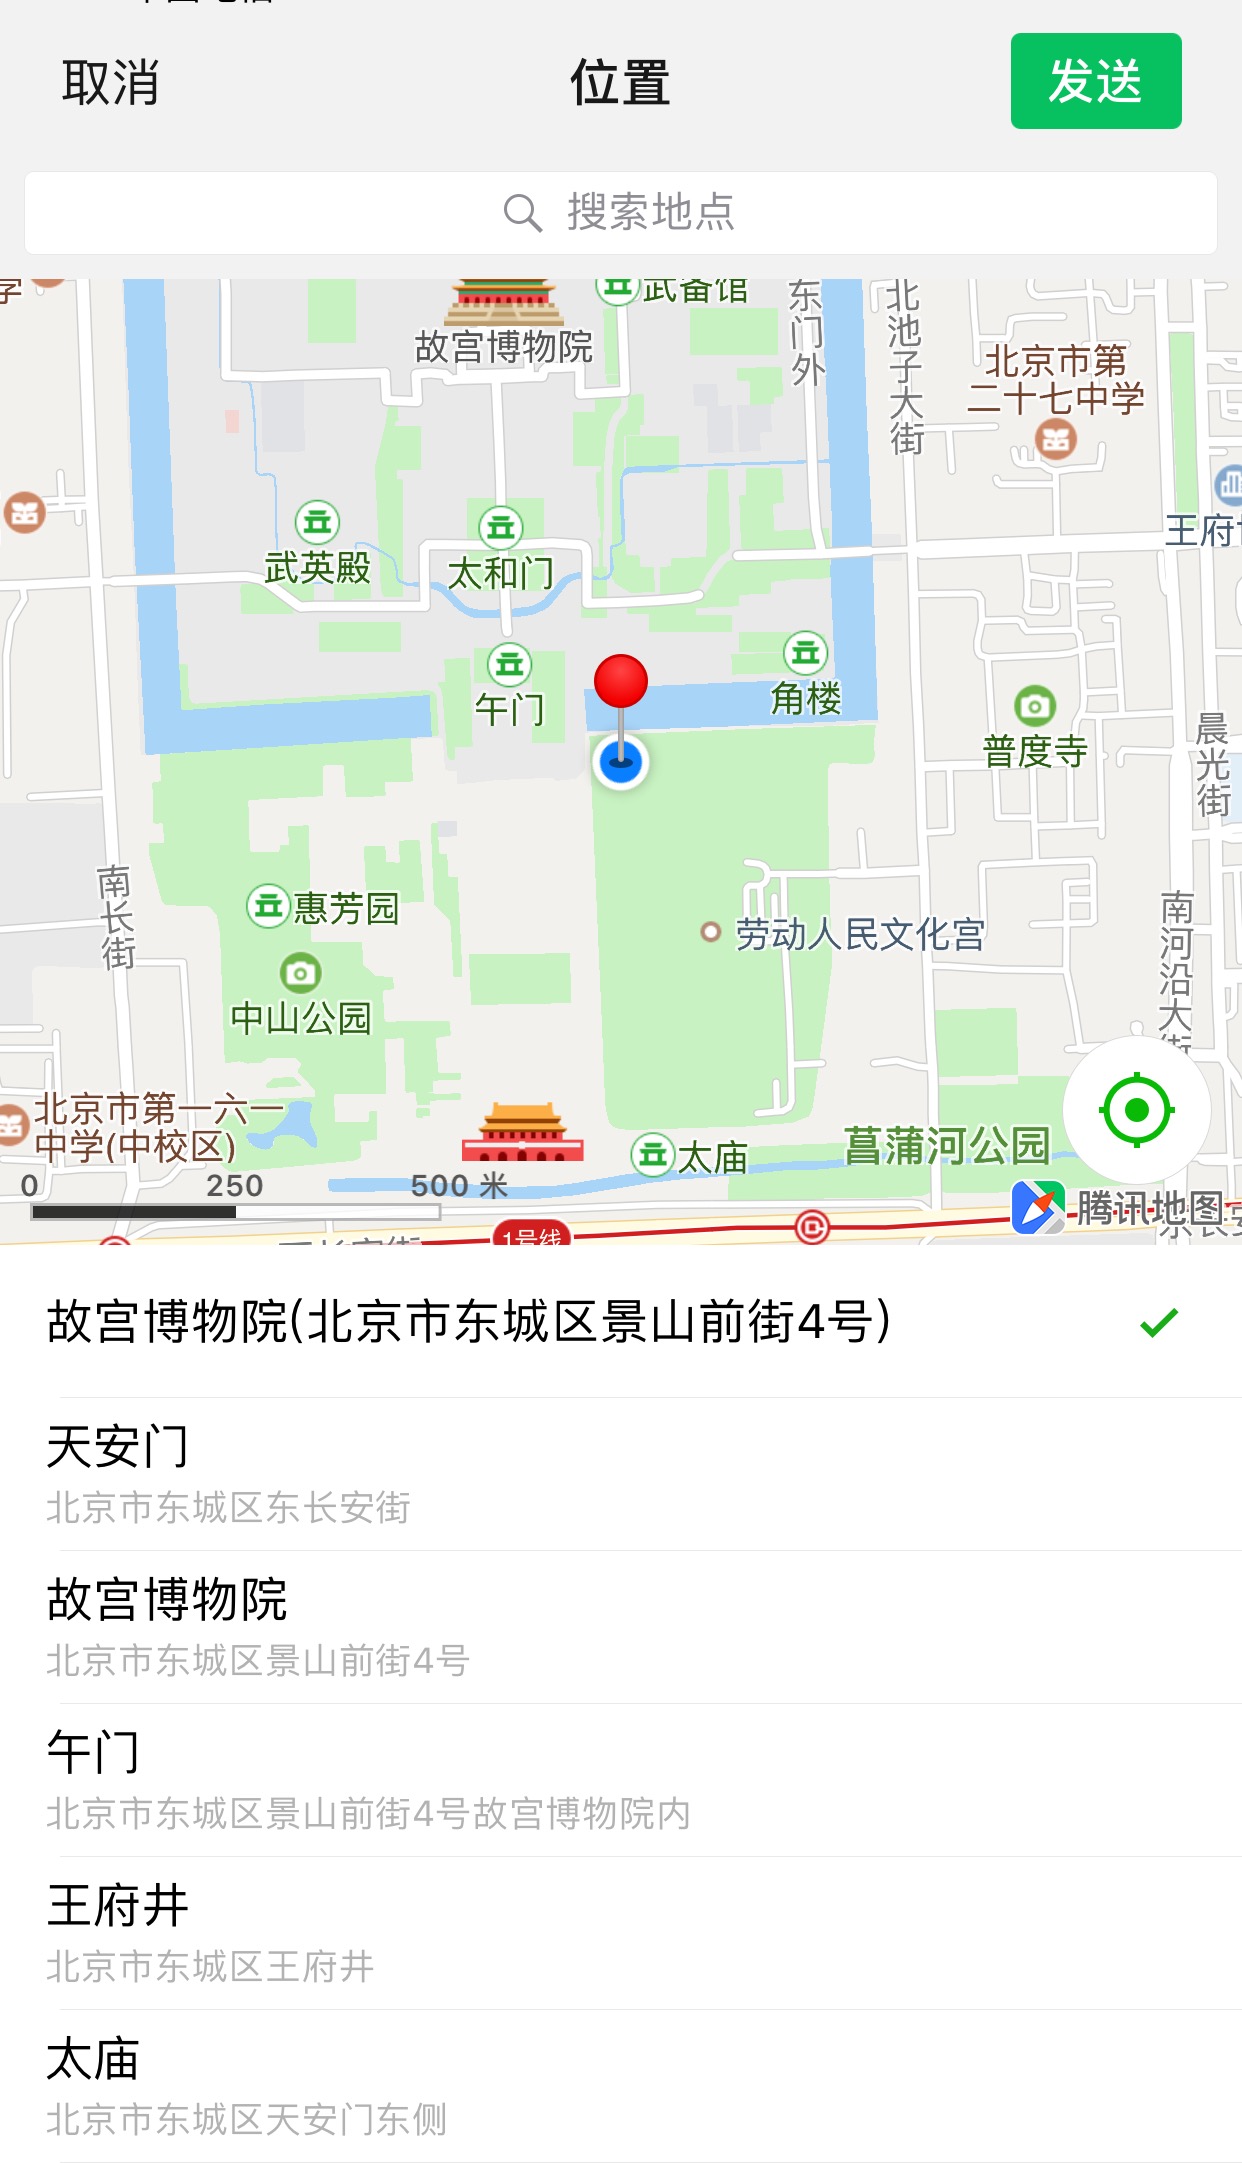 取消
位置
发送
搜索地点
武备馆
东门外
北池子大街
故宫博物院
北京市第
二十七中学
王府
武英殿
太和门
午门
角楼
普度寺
晨光街
南长街
惠芳园
劳动人民文化宫
南河沿大街
中山公园
北京市第一六一
中学(中校区)
太庙
菖蒲河公园
0
250
500 米
腾讯地图
1号线
故宫博物院(北京市东城区景山前街4号)
天安门
北京市东城区东长安街
故宫博物院
北京市东城区景山前街4号
午门
北京市东城区景山前街4号故宫博物院内
王府井
北京市东城区王府井
太庙
北京市东城区天安门东侧